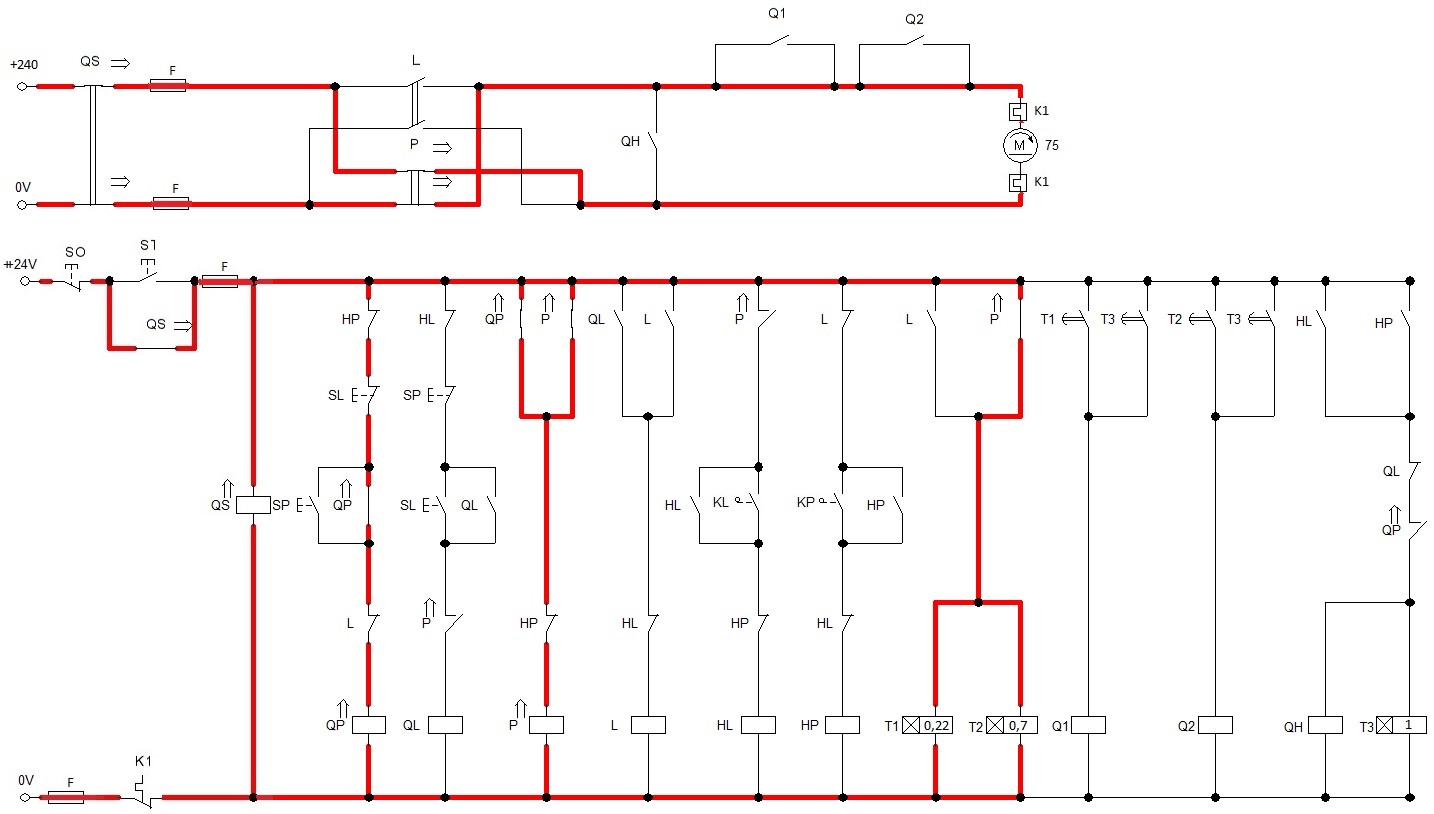 Q1 Q2
+240 QS F L
P QH K1
M 75
0V F K1
+24V S0 S1 F
QS
HP HL QP P QL L P L L P T1 T3 T2 T3 HL HP
SL SP
QL
QS SP QP SL QL HL KL KP HP
QP
L P HP HL HP HL
QP QL P L HL HP T1 0,22 T2 0,7 Q1 Q2 QH T3 1
K1
0V F